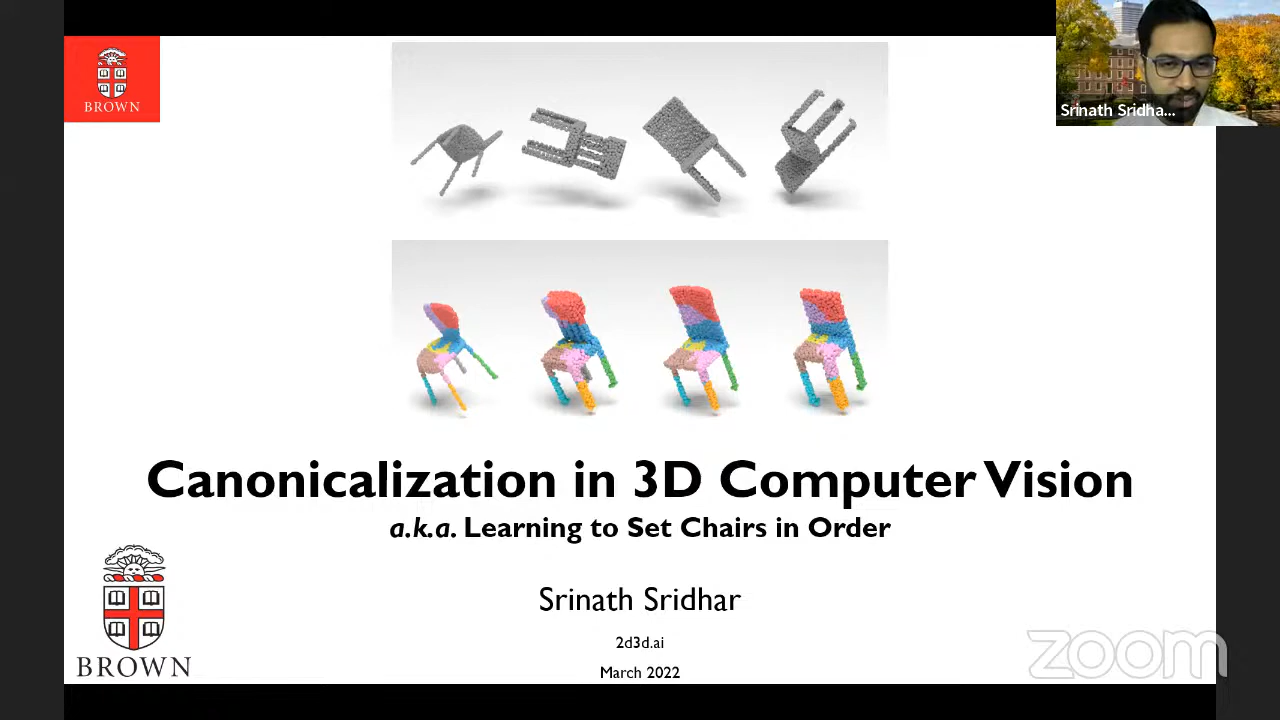 BROWN
Srinath Sridha...
Canonicalization in 3D Computer Vision
a.k.a. Learning to Set Chairs in Order
Srinath Sridhar
2d3d.ai
March 2022
BROWN
zoom